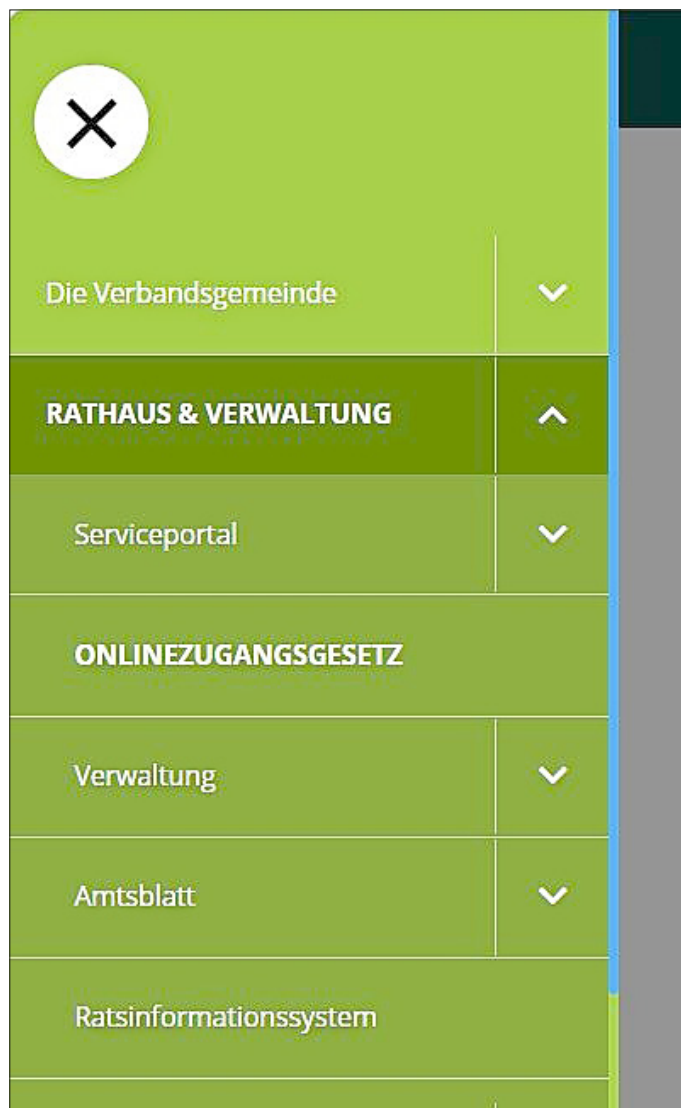 Die Verbandsgemeinde
RATHAUS & VERWALTUNG
Serviceportal
ONLINEZUGANGSGESETZ
Verwaltung
Amtsblatt
Ratsinformationssystem